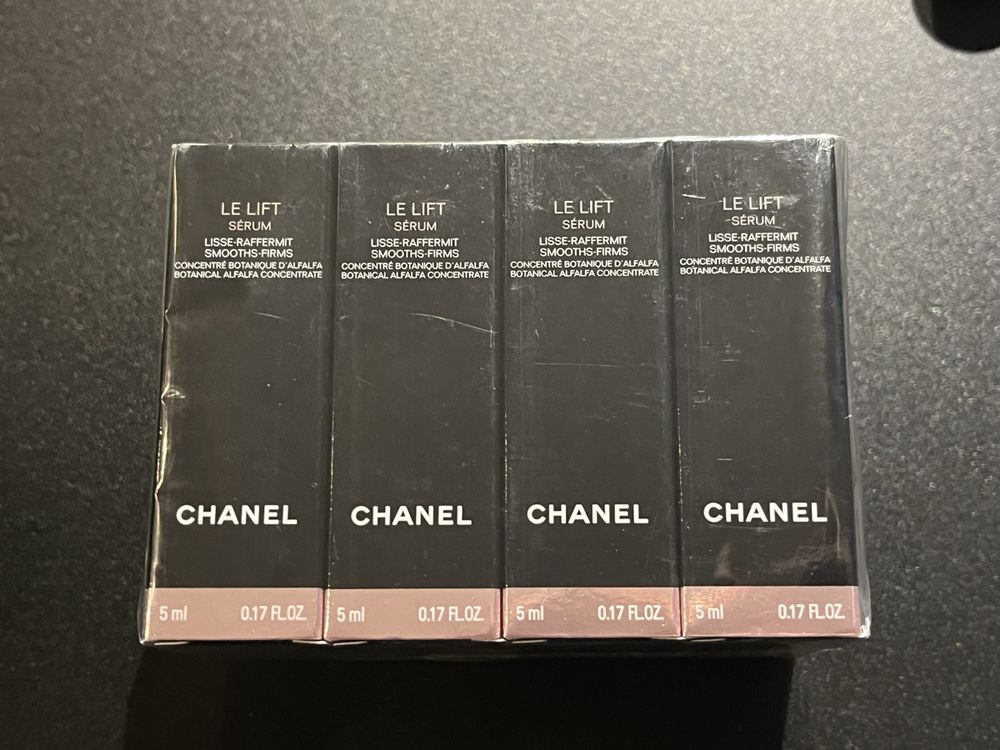 LE LIFT
SÉRUM
LISSE-RAFFERMIT
SMOOTHS-FIRMS
CONCENTRÉ BOTANIQUE D'ALFALFA
BOTANICAL ALFALFA CONCENTRATE
CHANEL
5 ml 0.17 FL.OZ.
LE LIFT
SÉRUM
LISSE-RAFFERMIT
SMOOTHS-FIRMS
CONCENTRÉ BOTANIQUE D'ALFALFA
BOTANICAL ALFALFA CONCENTRATE
CHANEL
5 ml 0.17 FL.OZ.
LE LIFT
SÉRUM
LISSE-RAFFERMIT
SMOOTHS-FIRMS
CONCENTRÉ BOTANIQUE D'ALFALFA
BOTANICAL ALFALFA CONCENTRATE
CHANEL
5 ml 0.17 FL.OZ.
LE LIFT
SÉRUM
LISSE-RAFFERMIT
SMOOTHS-FIRMS
CONCENTRÉ BOTANIQUE D'ALFALFA
BOTANICAL ALFALFA CONCENTRATE
CHANEL
5 ml 0.17 FL.OZ.